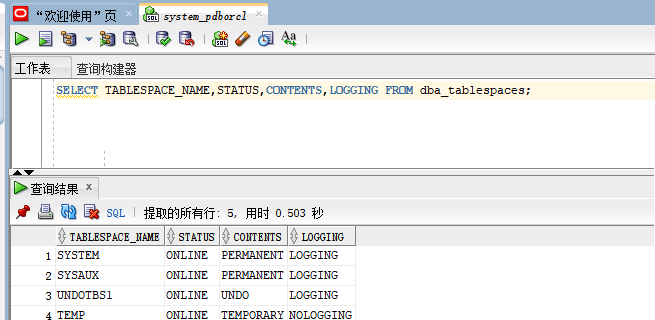 “欢迎使用”页 system_pdborcl
SQL Aa
工作表 查询构建器
SELECT TABLESPACE_NAME,STATUS,CONTENTS,LOGGING FROM dba_tablespaces;
查询结果 x
SQL | 提取的所有行: 5, 用时 0.503 秒
TABLESPACE_NAME STATUS CONTENTS LOGGING
1 SYSTEM ONLINE PERMANENT LOGGING
2 SYSAUX ONLINE PERMANENT LOGGING
3 UNDOTBS1 ONLINE UNDO LOGGING
4 TEMP ONLINE TEMPORARY NOLOGGING